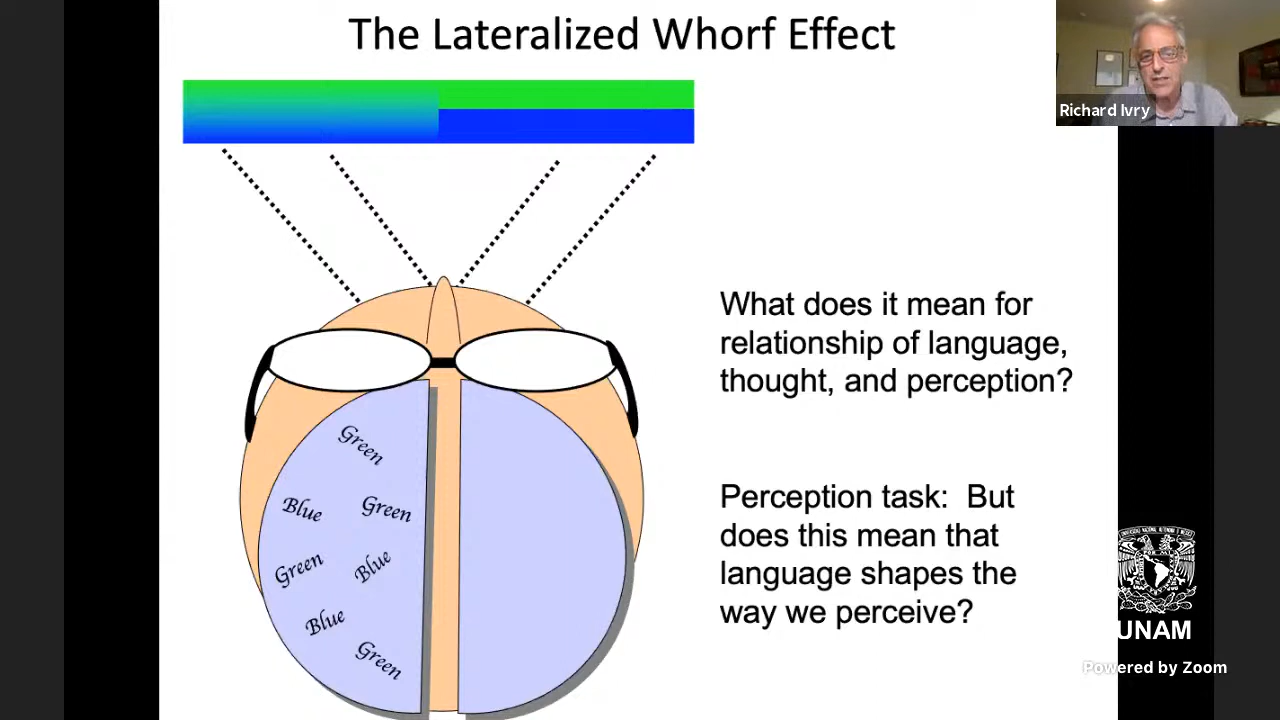 The Lateralized Whorf Effect
Richard Ivry
What does it mean for
relationship of language,
thought, and perception?
Perception task:  But
does this mean that
language shapes the
way we perceive?
Green
Blue
Green
Green
Blue
Blue
Green
UNAM
Powered by Zoom